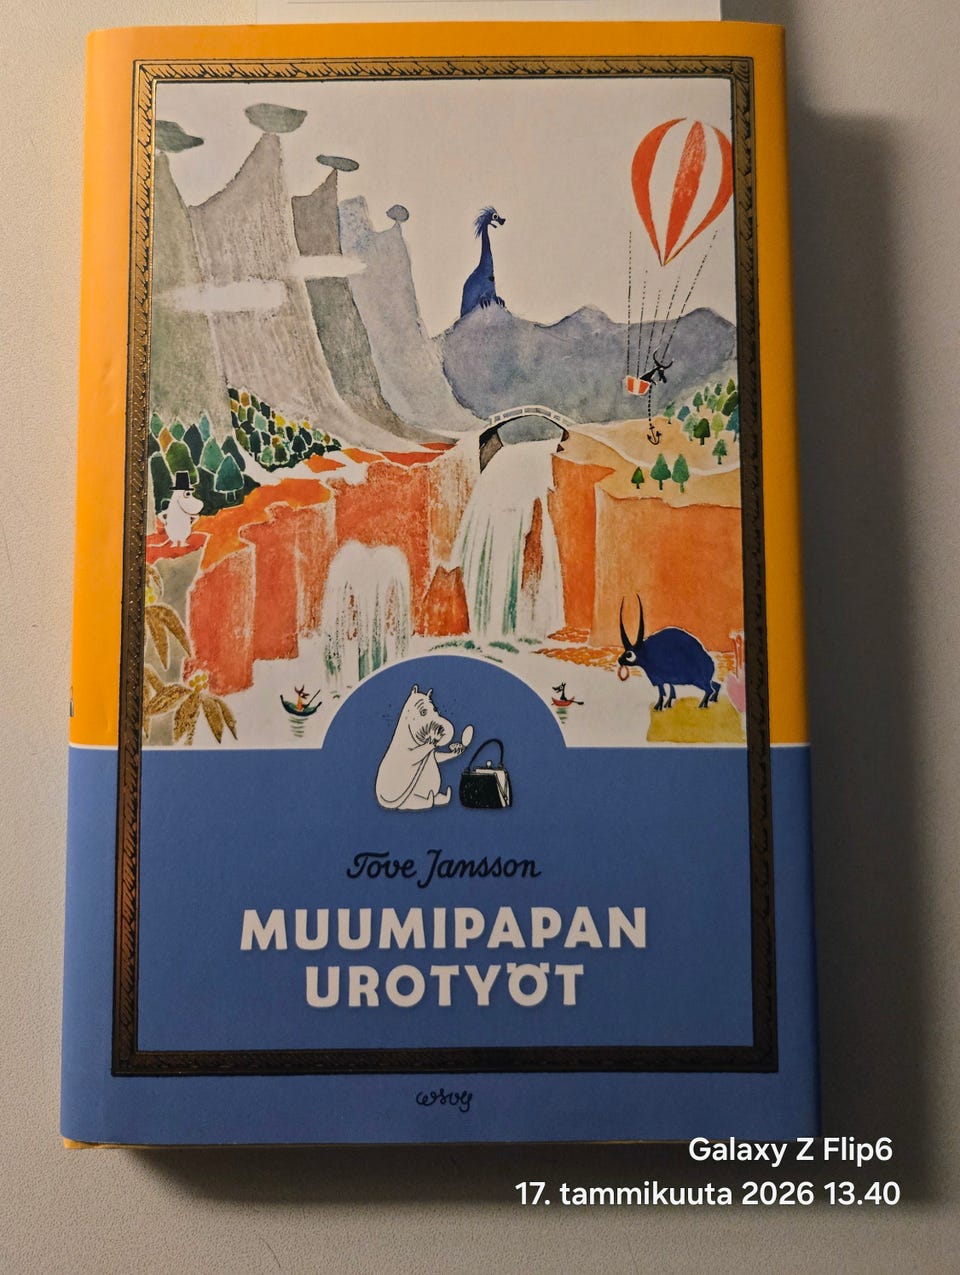 Tove Jansson
MUUMIPAPAN
UROTYÖT
wsoy
Galaxy Z Flip6
17. tammikuuta 2026 13.40